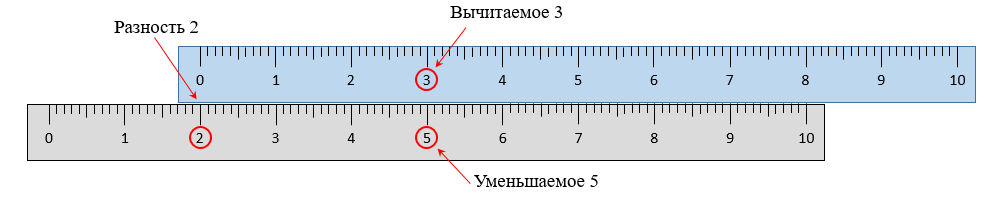 Вычитаемое 3
Разность 2
0 1 2 3 4 5 6 7 8 9 10
0 1 2 3 4 5 6 7 8 9 10
Уменьшаемое 5